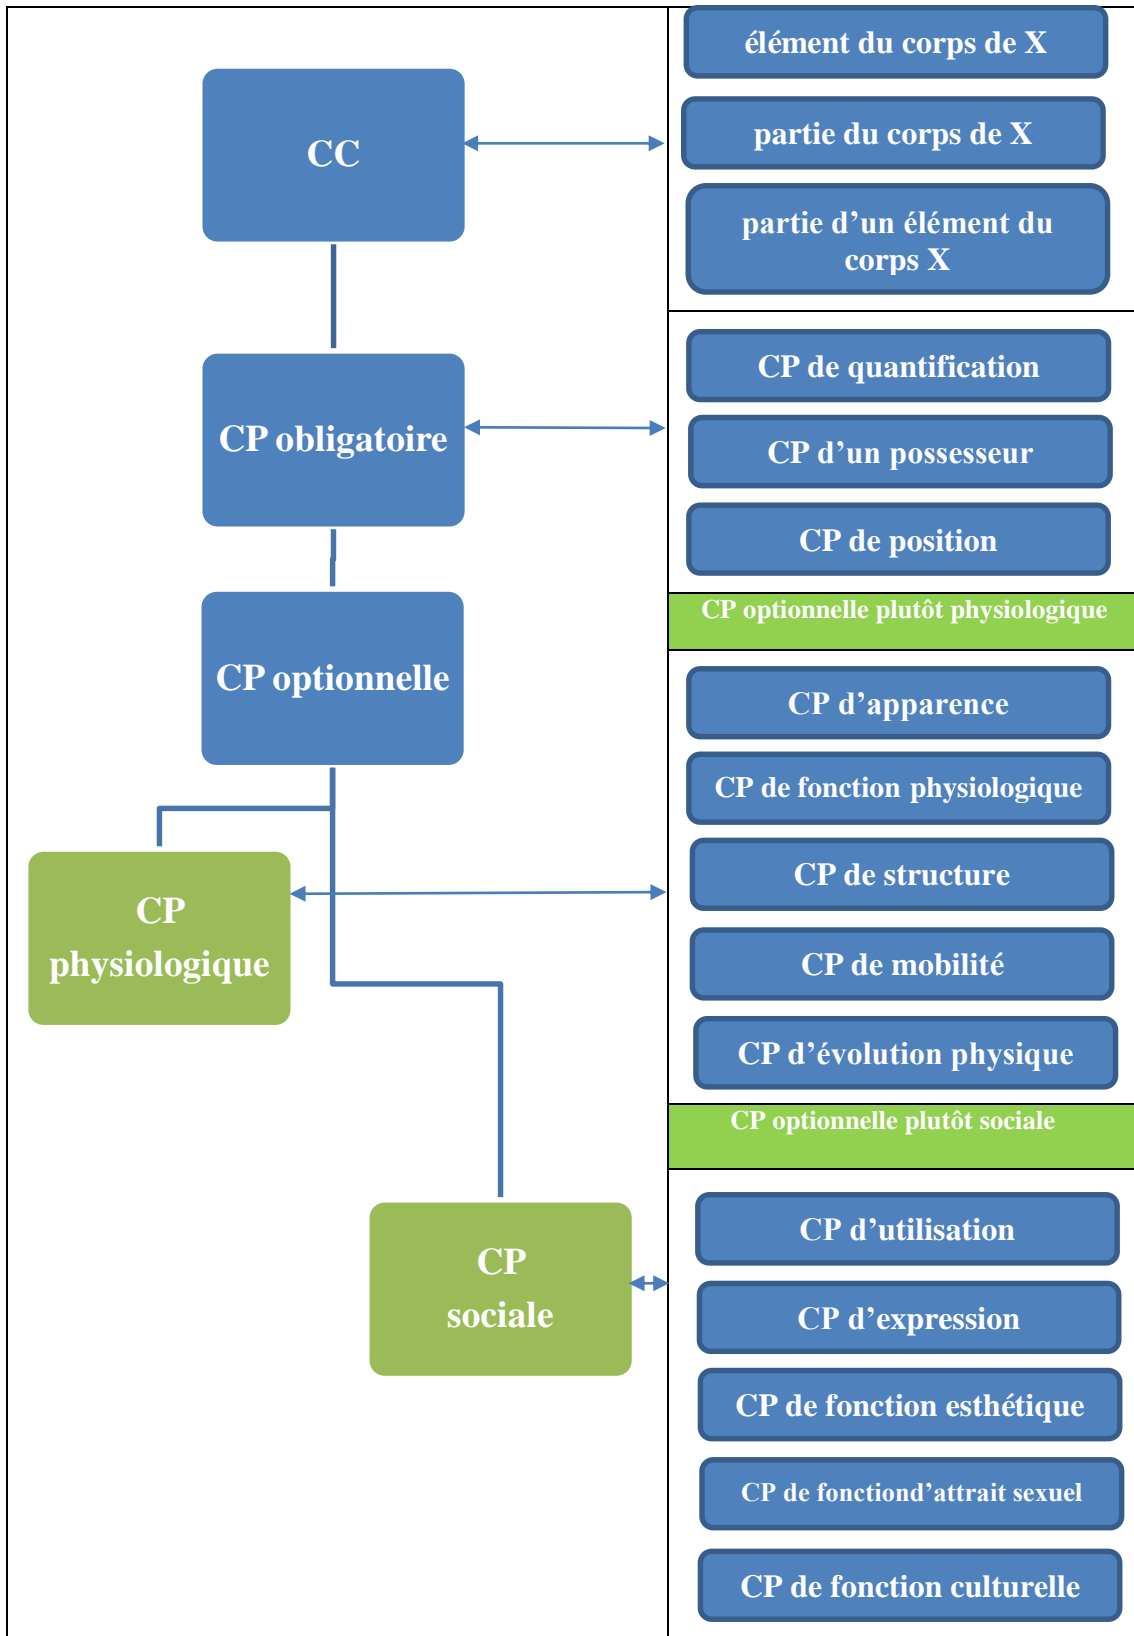 CC
élément du corps de X
partie du corps de X
partie d’un élément du
corps X
CP obligatoire
CP de quantification
CP d’un possesseur
CP de position
CP optionnelle
CP optionnelle plutôt physiologique
CP
physiologique
CP d’apparence
CP de fonction physiologique
CP de structure
CP de mobilité
CP d’évolution physique
CP optionnelle plutôt sociale
CP
sociale
CP d’utilisation
CP d’expression
CP de fonction esthétique
CP de fonctiond’attrait sexuel
CP de fonction culturelle